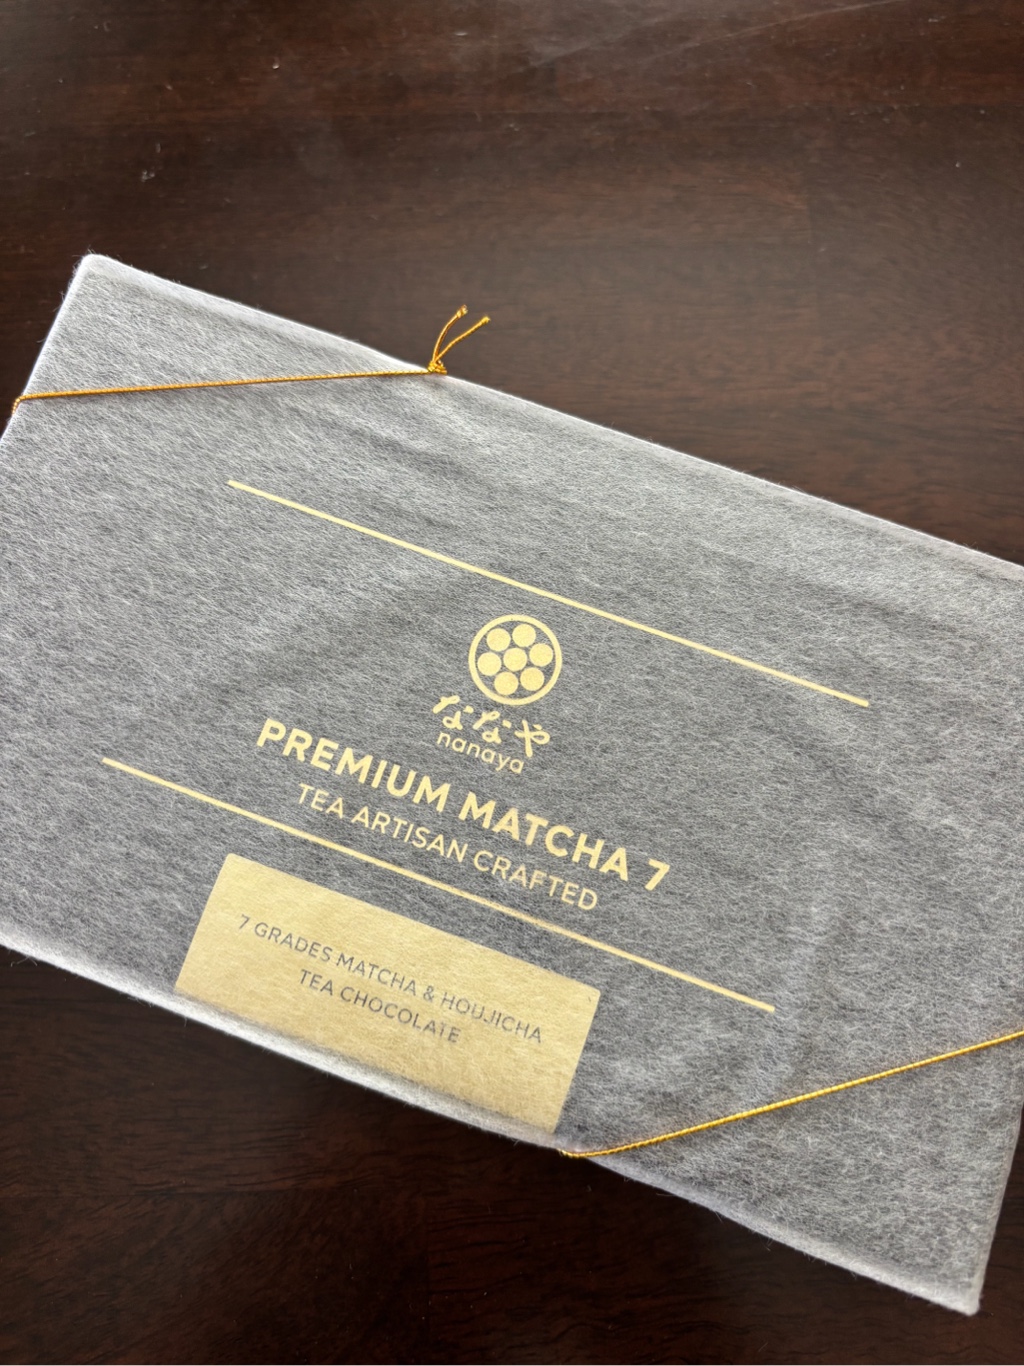 ななや
nanaya
PREMIUM MATCHA 7
TEA ARTISAN CRAFTED
7 GRADES MATCHA & HOUJICHA
TEA CHOCOLATE